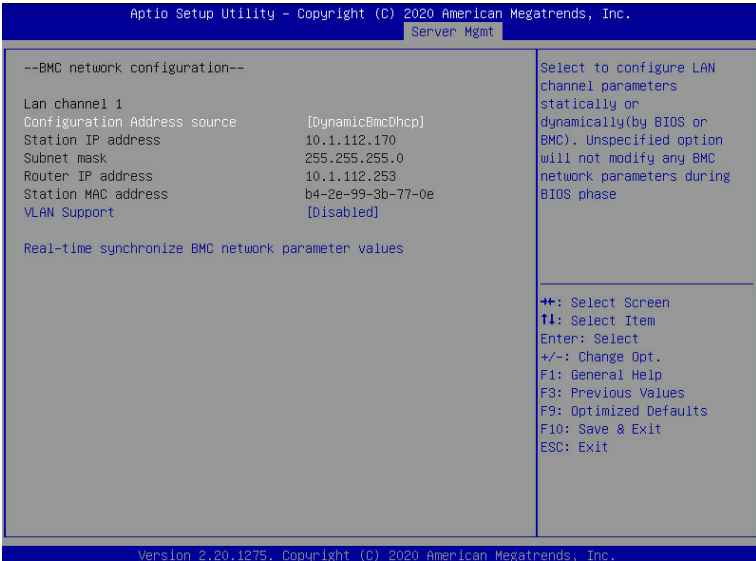 Aptio Setup Utility – Copyright (C) 2020 American Megatrends, Inc.
Server Mgmt
--BMC network configuration--
Lan channel 1
Configuration Address source [DynamicBmcDhcp]
Station IP address 10.1.112.170
Subnet mask 255.255.255.0
Router IP address 10.1.112.253
Station MAC address b4-2e-99-3b-77-0e
VLAN Support [Disabled]
Real-time synchronize BMC network parameter values
Select to configure LAN
channel parameters
statically or
dynamically(by BIOS or
BMC). Unspecified option
will not modify any BMC
network parameters during
BIOS phase
→←: Select Screen
↑↓: Select Item
Enter: Select
+/-: Change Opt.
F1: General Help
F3: Previous Values
F9: Optimized Defaults
F10: Save & Exit
ESC: Exit
Version 2.20.1275. Copyright (C) 2020 American Megatrends, Inc.